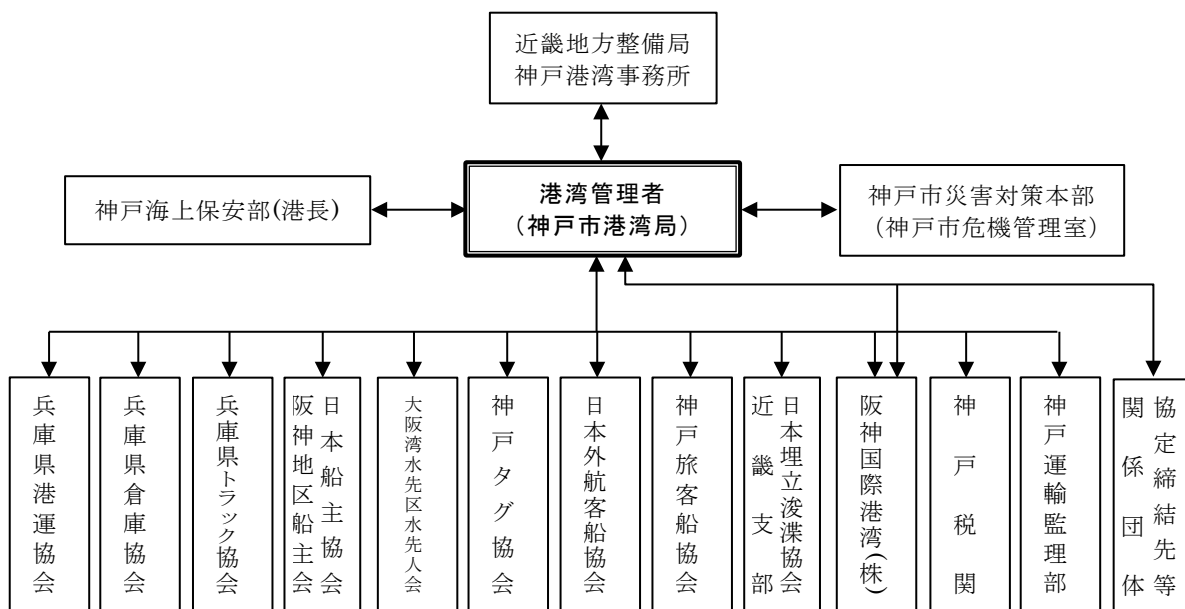 近畿地方整備局
神戸港湾事務所
港湾管理者
（神戸市港湾局）
神戸海上保安部(港長)
神戸市災害対策本部
（神戸市危機管理室）
兵庫県港運協会
兵庫県倉庫協会
兵庫県トラック協会
日本船主協会
阪神地区船主会
大阪湾水先区水先人会
神戸タグ協会
日本外航客船協会
神戸旅客船協会
日本埋立浚渫協会
近畿支部
阪神国際港湾(株)
神戸税関
神戸運輸監理部
協定締結先等
関係団体